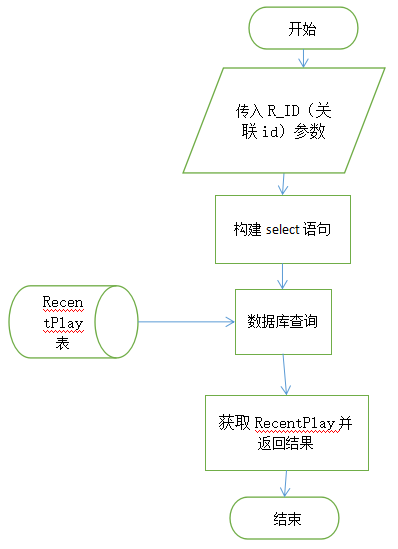 开始
传入 R_ID（关
联 id）参数
构建 select 语句
Recen
tPlay
表
数据库查询
获取 RecentPlay 并
返回结果
结束